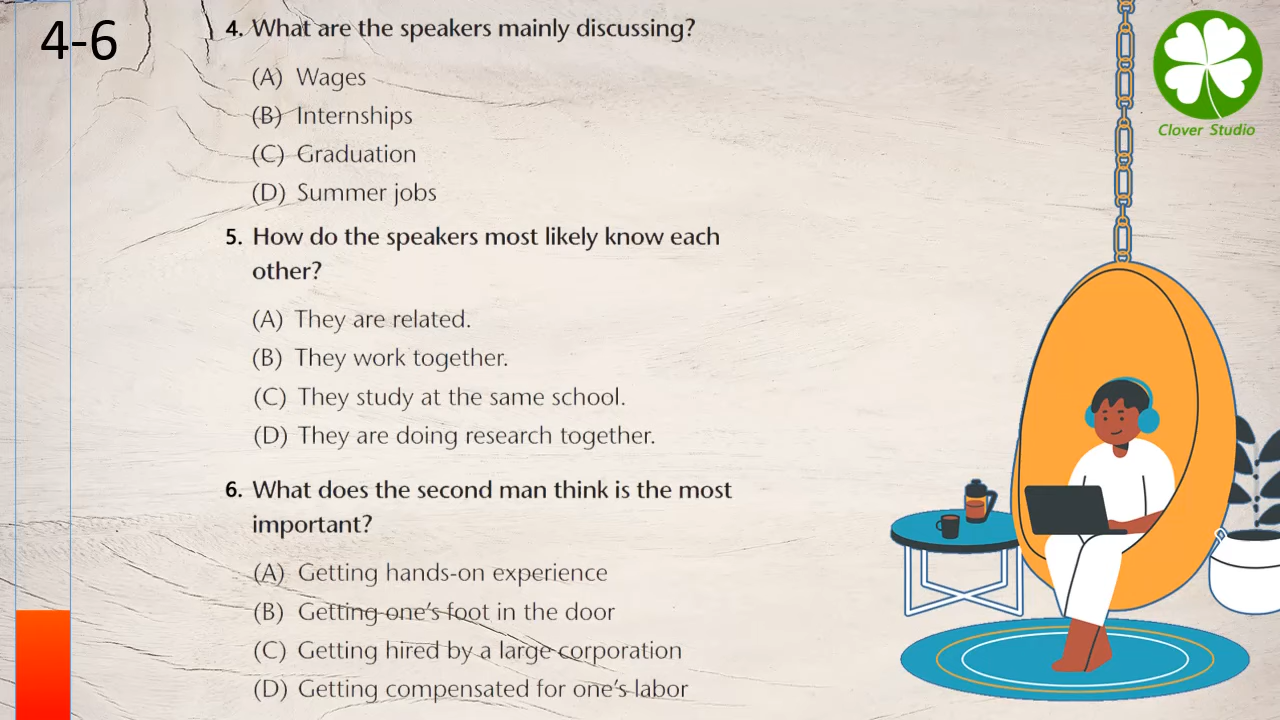 4-6
4. What are the speakers mainly discussing?
(A) Wages
(B) Internships
(C) Graduation
(D) Summer jobs
5. How do the speakers most likely know each
other?
(A) They are related.
(B) They work together.
(C) They study at the same school.
(D) They are doing research together.
6. What does the second man think is the most
important?
(A) Getting hands-on experience
(B) Getting one's foot in the door
(C) Getting hired by a large corporation
(D) Getting compensated for one's labor
Clover Studio